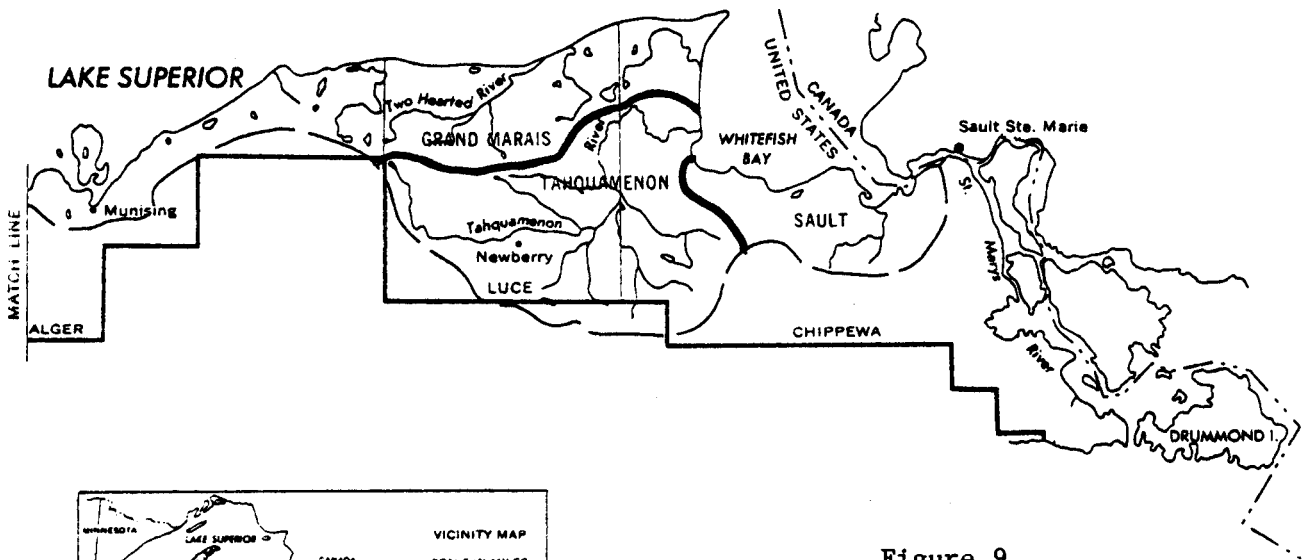 LAKE SUPERIOR
Two Hearted River
GRAND MARAIS
River
TAHQUAMENON
Tahquamenon
Newberry
LUCE
Munising
MATCH LINE
ALGER
CANADA
UNITED STATES
WHITEFISH
BAY
Sault Ste. Marie
SAULT
St.
Marys
River
CHIPPEWA
DRUMMOND I.
MINNESOTA
LAKE SUPERIOR
VICINITY MAP
Figure 9